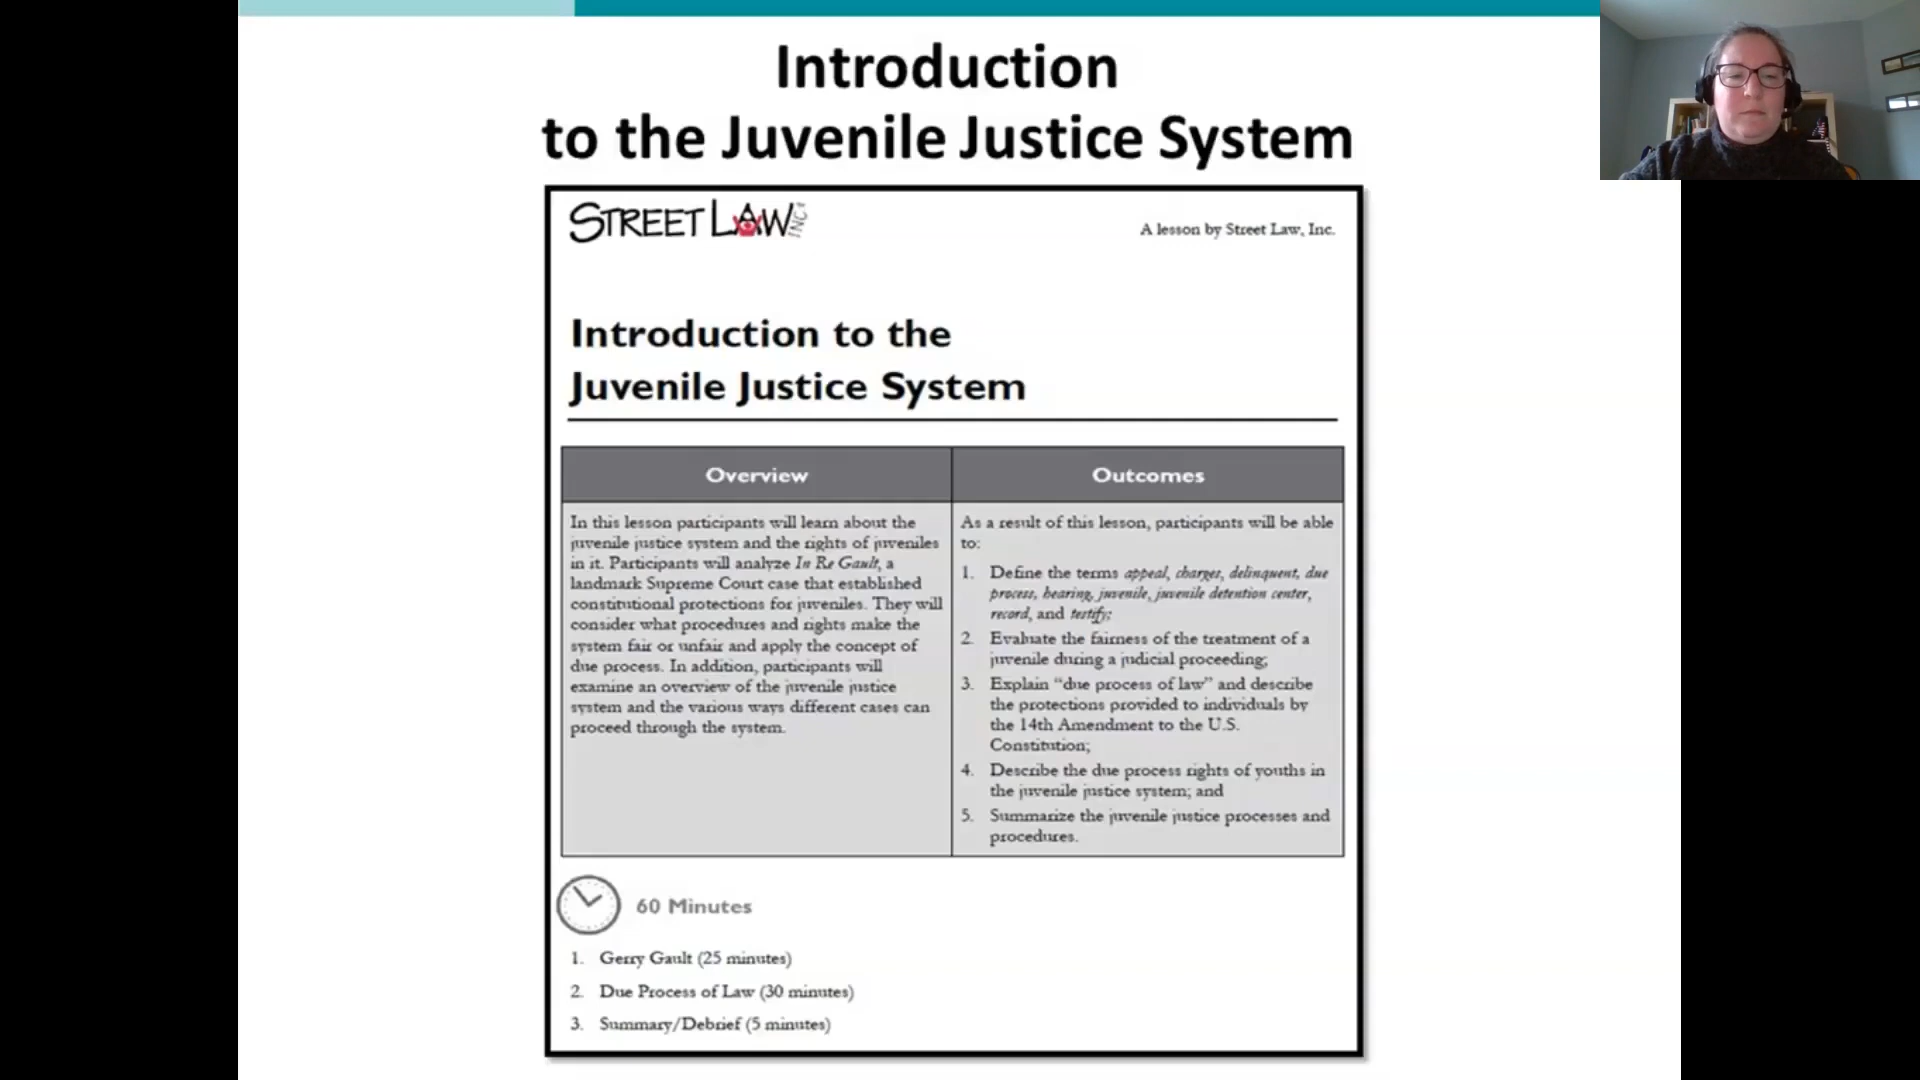 Introduction
to the Juvenile Justice System
STREET LAW INC.
A lesson by Street Law, Inc.
Introduction to the
Juvenile Justice System
Overview
In this lesson participants will learn about the
juvenile justice system and the rights of juveniles
in it. Participants will analyze In Re Gault, a
landmark Supreme Court case that established
constitutional protections for juveniles. They will
consider what procedures and rights make the
system fair or unfair and apply the concept of
due process. In addition, participants will
examine an overview of the juvenile justice
system and the various ways different cases can
proceed through the system.
Outcomes
As a result of this lesson, participants will be able
to:
1. Define the terms appeal, charges, delinquent, due
process, hearing, juvenile, juvenile detention center,
record, and testify;
2. Evaluate the fairness of the treatment of a
juvenile during a judicial proceeding;
3. Explain “due process of law” and describe
the protections provided to individuals by
the 14th Amendment to the U.S.
Constitution;
4. Describe the due process rights of youths in
the juvenile justice system; and
5. Summarize the juvenile justice processes and
procedures.
60 Minutes
1. Gerry Gault (25 minutes)
2. Due Process of Law (30 minutes)
3. Summary/Debrief (5 minutes)